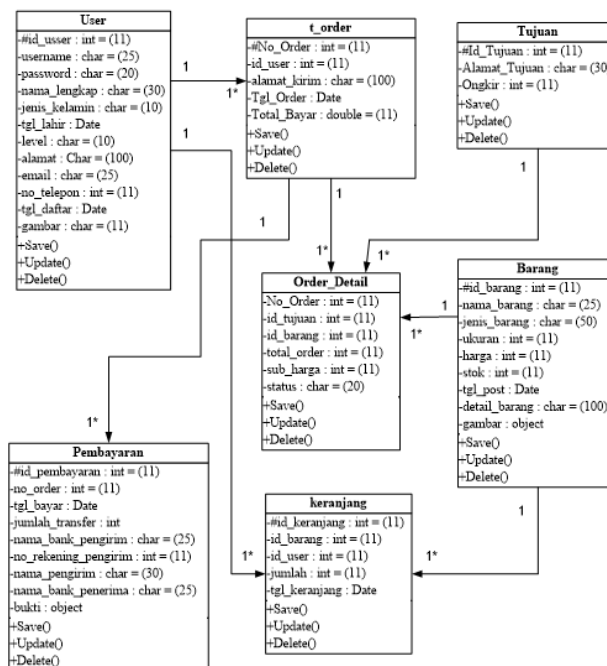 User
-#id_usser : int = (11)
-username : char = (25)
-password : char = (20)
-nama_lengkap : char = (30)
-jenis_kelamin : char = (10)
-tgl_lahir : Date
-level : char = (10)
-alamat : Char = (100)
-email : char = (25)
-no_telepon : int = (11)
-tgl_daftar : Date
-gambar : char = (11)
+Save()
+Update()
+Delete()
1
1*
1
t_order
-#No_Order : int = (11)
-id_user : int = (11)
-alamat_kirim : char = (100)
-Tgl_Order : Date
-Total_Bayar : double = (11)
+Save()
+Update()
+Delete()
1
1
1*
1*
Tujuan
-#Id_Tujuan : int = (11)
-Alamat_Tujuan : char = (30
-Ongkir : int = (11)
+Save()
+Update()
+Delete()
1
1*
Order_Detail
-No_Order : int = (11)
-id_tujuan : int = (11)
-id_barang : int = (11)
-total_order : int = (11)
-sub_harga : int = (11)
-status : char = (20)
+Save()
+Update()
+Delete()
1
1*
Barang
-#id_barang : int = (11)
-nama_barang : char = (25)
-jenis_barang : char = (50)
-ukuran : int = (11)
-harga : int = (11)
-stok : int = (11)
-tgl_post : Date
-detail_barang : char = (100)
-gambar : object
+Save()
+Update()
+Delete()
1
1*
Pembayaran
-#id_pembayaran : int = (11)
-no_order : int = (11)
-tgl_bayar : Date
-jumlah_transfer : int
-nama_bank_pengirim : char = (25)
-no_rekening_pengirim : int = (11)
-nama_pengirim : char = (30)
-nama_bank_penerima : char = (25)
-bukti : object
+Save()
+Update()
+Delete()
1*
keranjang
-#id_keranjang : int = (11)
-id_barang : int = (11)
-id_user : int = (11)
-jumlah : int = (11)
-tgl_keranjang : Date
+Save()
+Update()
+Delete()